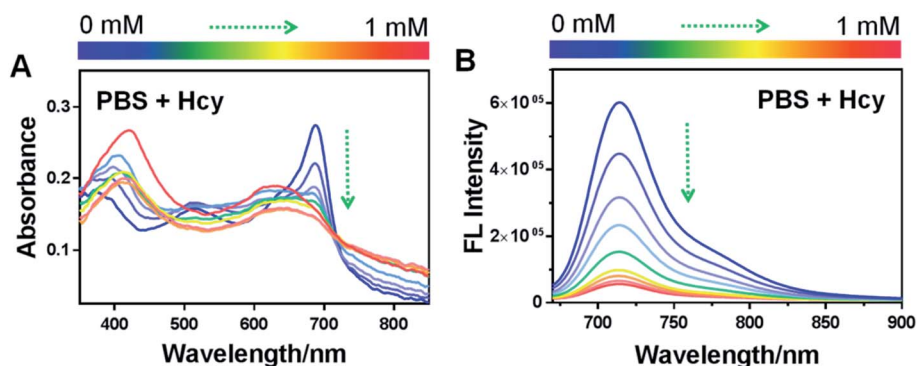 0 mM 1 mM
A
PBS + Hcy
Absorbance
0.3
0.2
0.1
400 500 600 700 800
Wavelength/nm
0 mM 1 mM
B
PBS + Hcy
FL Intensity
6×10⁰⁵
4×10⁰⁵
2×10⁰⁵
0
700 750 800 850 900
Wavelength/nm